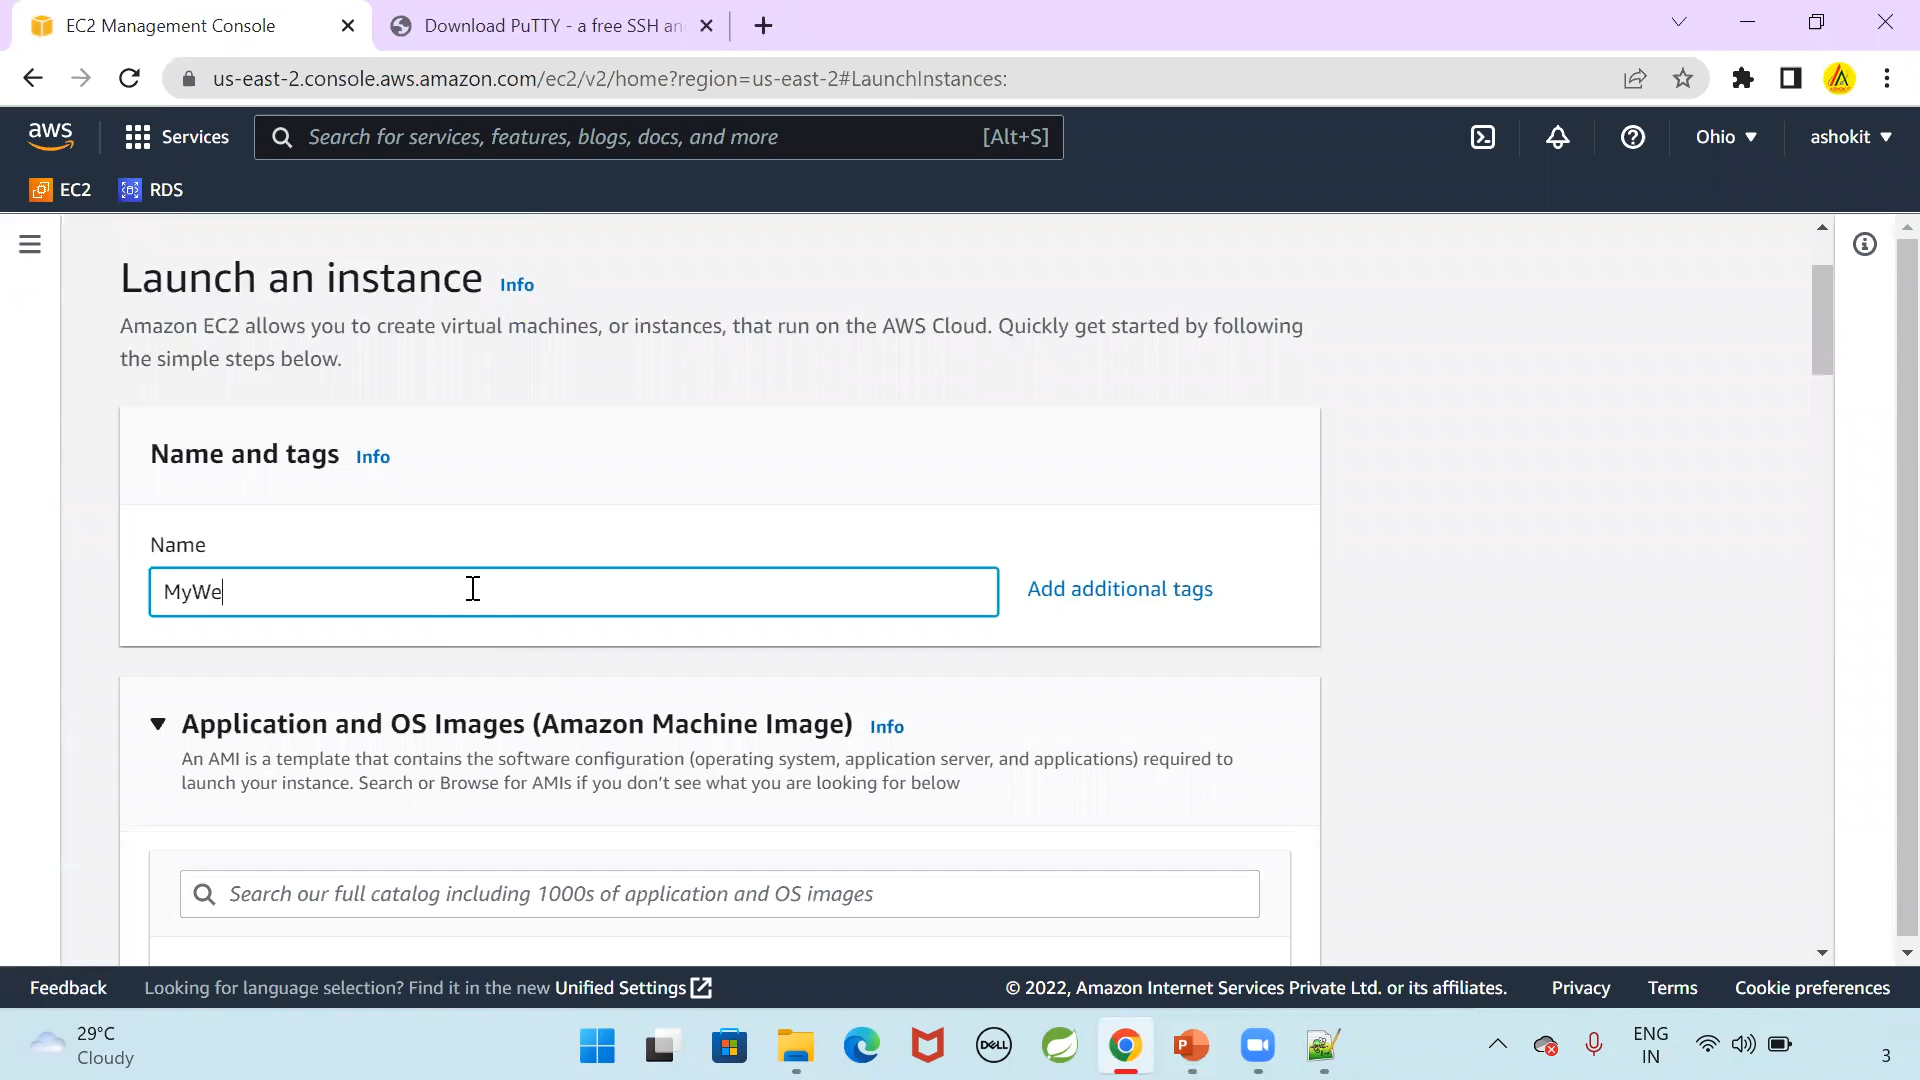 EC2 Management Console
Download PuTTY - a free SSH an
us-east-2.console.aws.amazon.com/ec2/v2/home?region=us-east-2#LaunchInstances:
aws
Services
Search for services, features, blogs, docs, and more
[Alt+S]
Ohio
ashokit
EC2
RDS
Launch an instance Info
Amazon EC2 allows you to create virtual machines, or instances, that run on the AWS Cloud. Quickly get started by following
the simple steps below.
Name and tags Info
Name
MyWe
Add additional tags
Application and OS Images (Amazon Machine Image) Info
An AMI is a template that contains the software configuration (operating system, application server, and applications) required to
launch your instance. Search or Browse for AMIs if you don’t see what you are looking for below
Search our full catalog including 1000s of application and OS images
Feedback
Looking for language selection? Find it in the new Unified Settings
© 2022, Amazon Internet Services Private Ltd. or its affiliates.
Privacy
Terms
Cookie preferences
29°C
Cloudy
DELL
P
ENG
IN
3